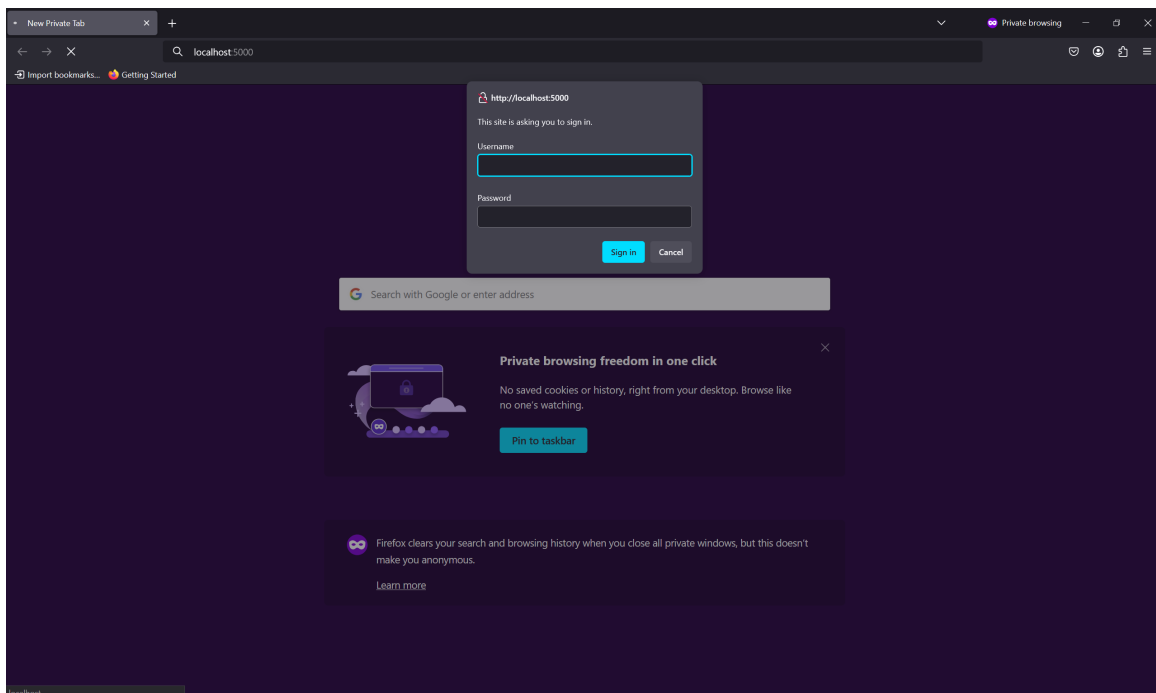 New Private Tab
Private browsing
localhost:5000
Import bookmarks...
Getting Started
http://localhost:5000
This site is asking you to sign in.
Username
Password
Sign in
Cancel
Search with Google or enter address
Private browsing freedom in one click
No saved cookies or history, right from your desktop. Browse like
no one's watching.
Pin to taskbar
Firefox clears your search and browsing history when you close all private windows, but this doesn't
make you anonymous.
Learn more